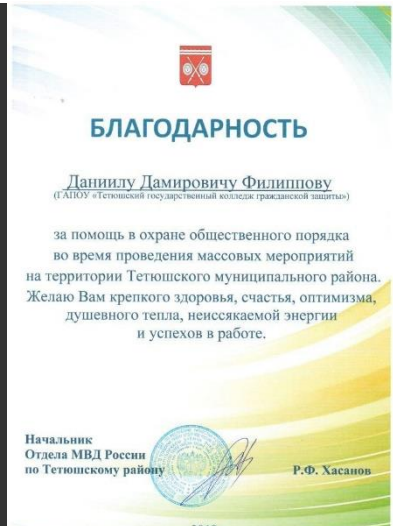 БЛАГОДАРНОСТЬ
Даниилу Дамировичу Филиппову
(ГАПОУ «Тетюшский государственный колледж гражданской защиты»)
за помощь в охране общественного порядка
во время проведения массовых мероприятий
на территории Тетюшского муниципального района.
Желаю Вам крепкого здоровья, счастья, оптимизма,
душевного тепла, неиссякаемой энергии
и успехов в работе.
Начальник
Отдела МВД России
по Тетюшскому району
Р.Ф. Хасанов